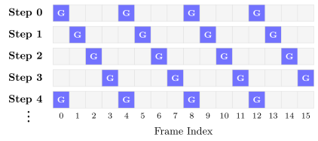 Step 0 G G G G
Step 1 G G G G
Step 2 G G G G
Step 3 G G G G
Step 4 G G G G
⋮ 0 1 2 3 4 5 6 7 8 9 10 11 12 13 14 15
Frame Index